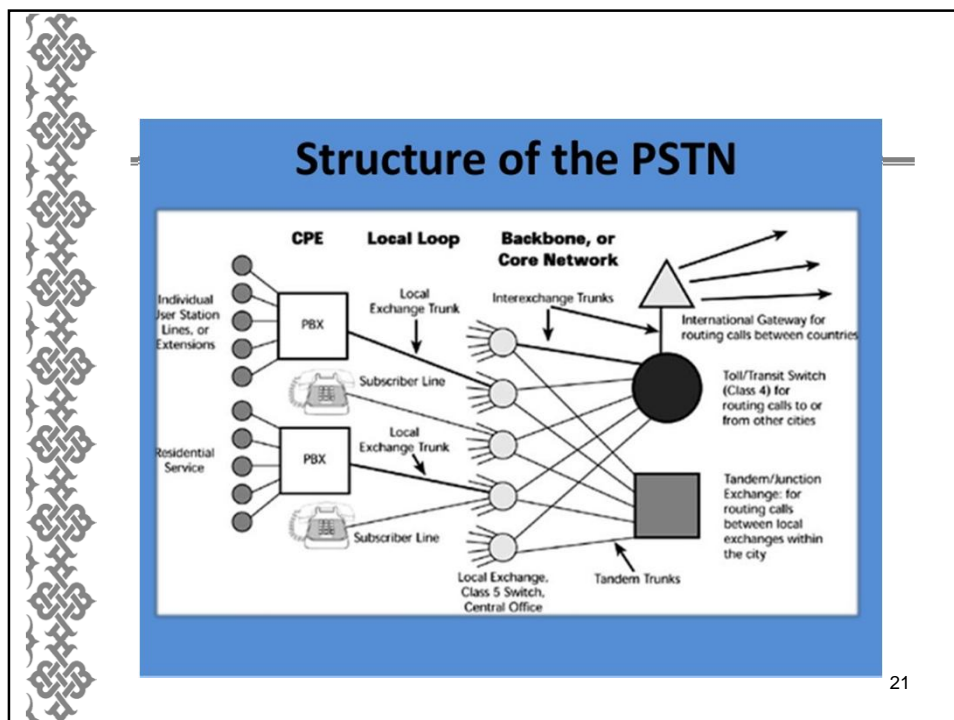 Structure of the PSTN
CPE
Local Loop
Backbone, or
Core Network
Individual
User Station
Lines, or
Extensions
PBX
Local
Exchange Trunk
Interexchange Trunks
International Gateway for
routing calls between countries
Subscriber Line
Toll/Transit Switch
(Class 4) for
routing calls to or
from other cities
Residential
Service
PBX
Local
Exchange Trunk
Subscriber Line
Tandem/Junction
Exchange: for
routing calls
between local
exchanges within
the city
Local Exchange,
Class 5 Switch,
Central Office
Tandem Trunks
21